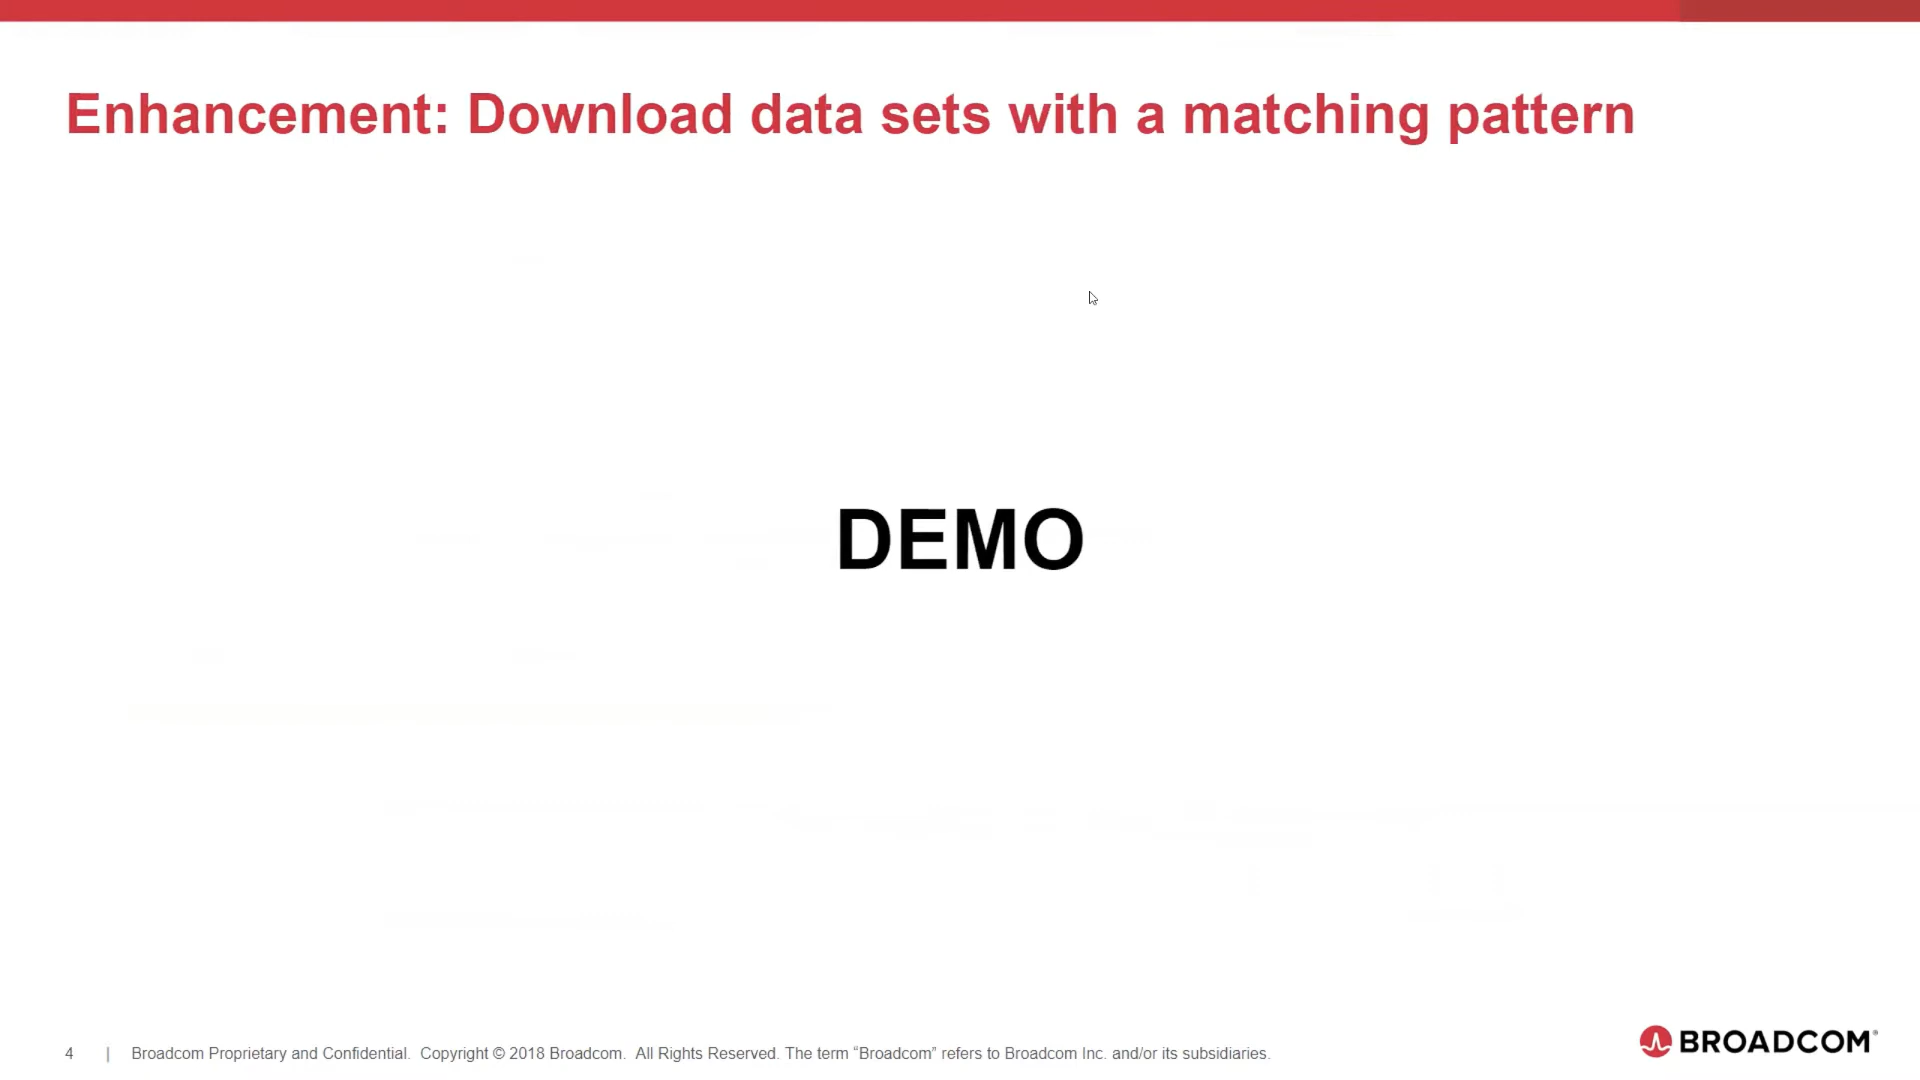 Enhancement: Download data sets with a matching pattern
DEMO
4 | Broadcom Proprietary and Confidential. Copyright © 2018 Broadcom. All Rights Reserved. The term “Broadcom” refers to Broadcom Inc. and/or its subsidiaries.
BROADCOM®